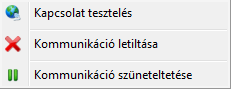 Kapcsolat tesztelés
Kommunikáció letiltása
Kommunikáció szüneteltetése